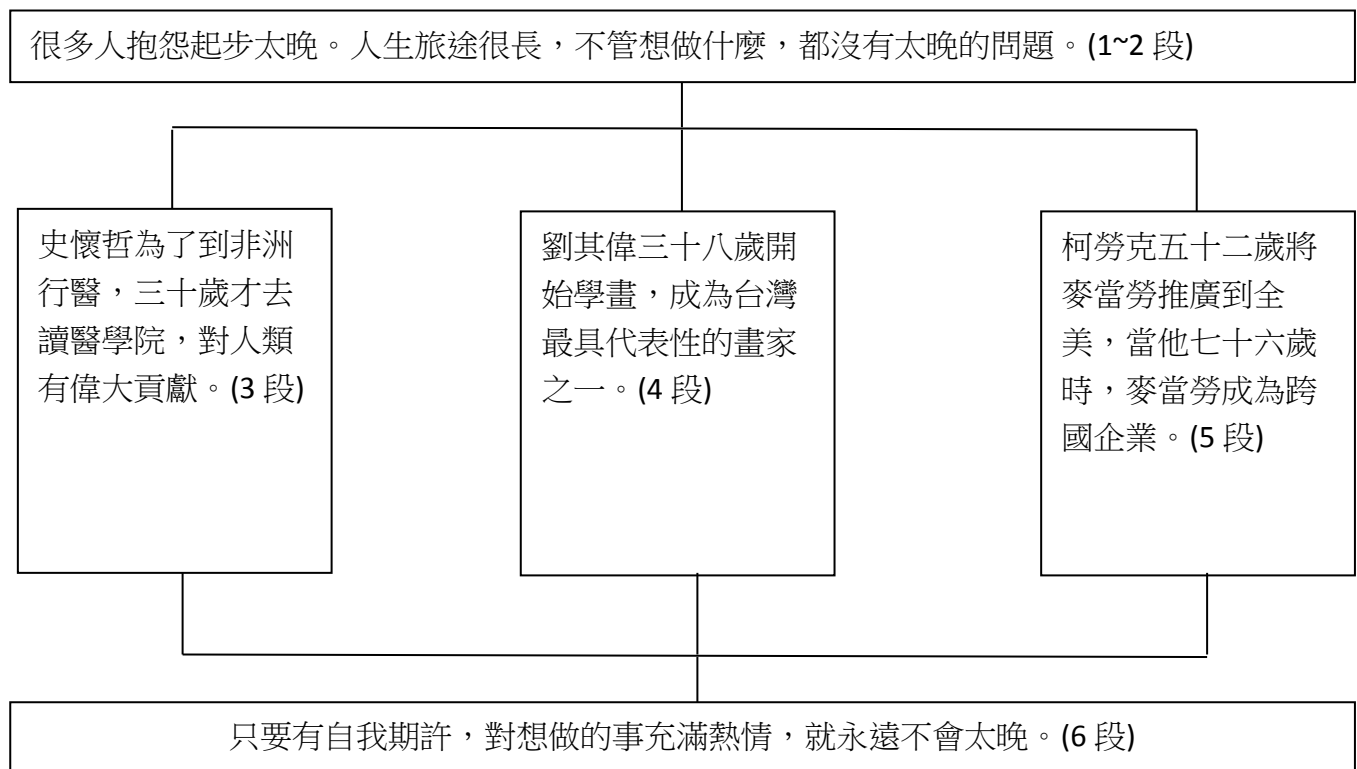 很多人抱怨起步太晚。人生旅途很長，不管想做什麼，都沒有太晚的問題。(1~2 段)
史懷哲為了到非洲
行醫，三十歲才去
讀醫學院，對人類
有偉大貢獻。(3 段)
劉其偉三十八歲開
始學畫，成為台灣
最具代表性的畫家
之一。(4 段)
柯勞克五十二歲將
麥當勞推廣到全
美，當他七十六歲
時，麥當勞成為跨
國企業。(5 段)
只要有自我期許，對想做的事充滿熱情，就永遠不會太晚。(6 段)